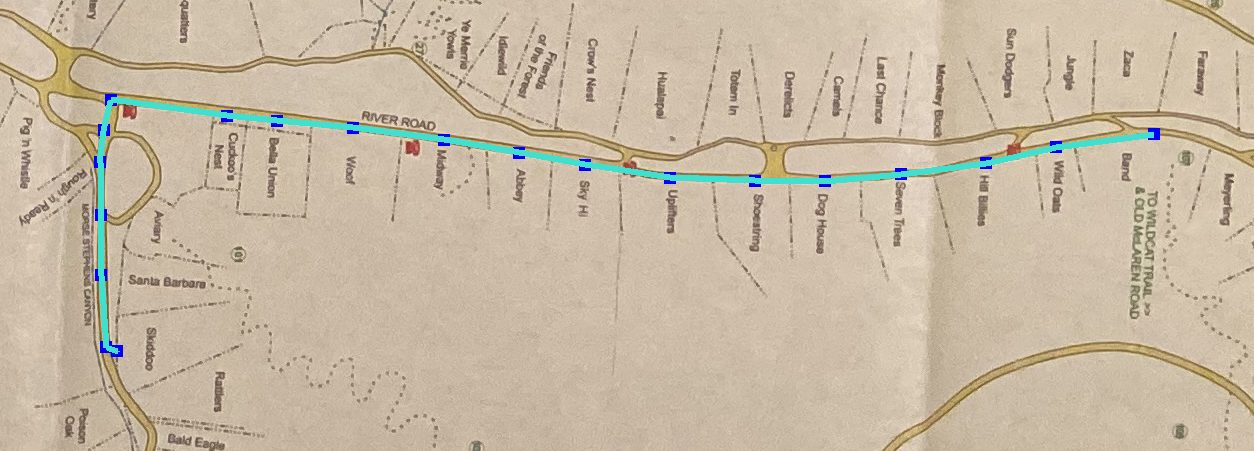 Ye Merrie
Yowls
Idlewild
Friends
of the Forest
Crow's Nest
Hualapai
Totem In
Derelicts
Camels
Last Chance
Monkey Block
Sun Dodgers
Jungle
Zaca
Faraway
RIVER ROAD
Pig 'n Whistle
Rough 'n Ready
MORSE STEPHENS CANYON
Cuckoo's
Nest
Bella Union
Woof
Midway
Abbey
Sky Hi
Uplifters
Shoestring
Dog House
Seven Trees
Hill Billies
Wild Oats
Band
Meyerling
TO WILDCAT TRAIL >>
& OLD McLAREN ROAD
Aviary
101
Santa Barbara
Skiddoo
Rattlers
Poison
Oak
Bald Eagle